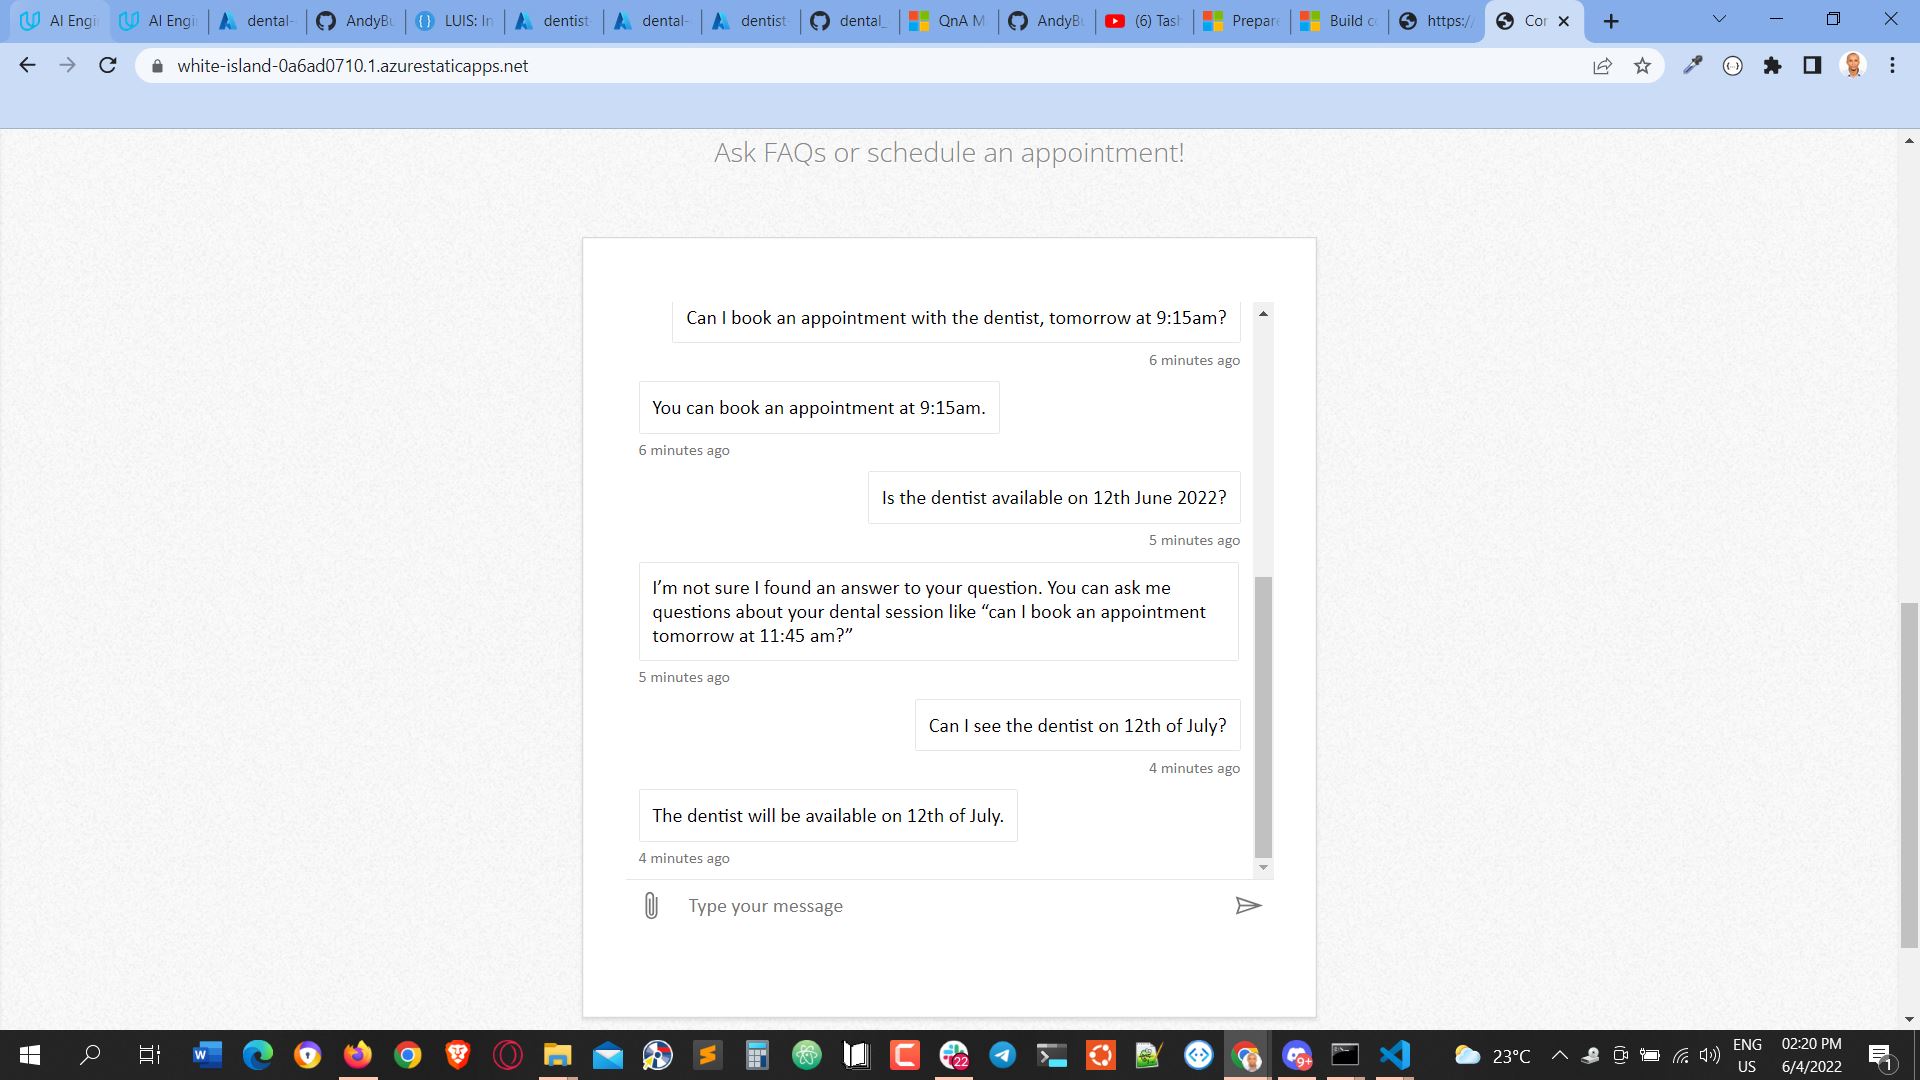 AI Engi
AI Engi
dental-
AndyBu
LUIS: In
dentist-
dental-
dentist-
dental_
QnA M
AndyBu
(6) Tash
Prepare
Build co
https:/
Cor
white-island-0a6ad0710.1.azurestaticapps.net
Ask FAQs or schedule an appointment!
Can I book an appointment with the dentist, tomorrow at 9:15am?
6 minutes ago
You can book an appointment at 9:15am.
6 minutes ago
Is the dentist available on 12th June 2022?
5 minutes ago
I’m not sure I found an answer to your question. You can ask me
questions about your dental session like “can I book an appointment
tomorrow at 11:45 am?”
5 minutes ago
Can I see the dentist on 12th of July?
4 minutes ago
The dentist will be available on 12th of July.
4 minutes ago
Type your message
22
9+
23°C
ENG
US
02:20 PM
6/4/2022
1